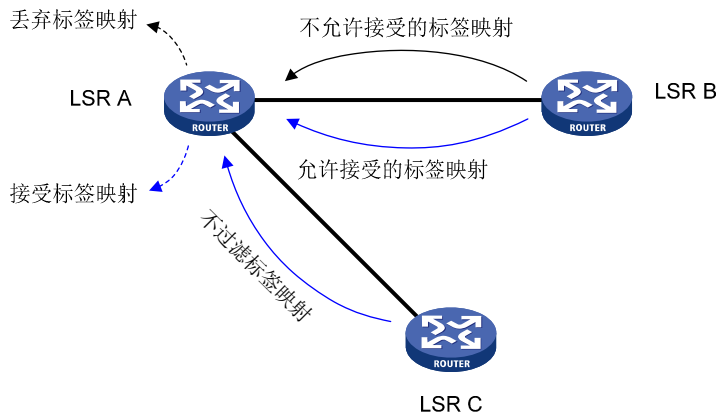 丢弃标签映射
不允许接受的标签映射
LSR A
ROUTER
ROUTER
LSR B
接受标签映射
允许接受的标签映射
不过滤标签映射
ROUTER
LSR C